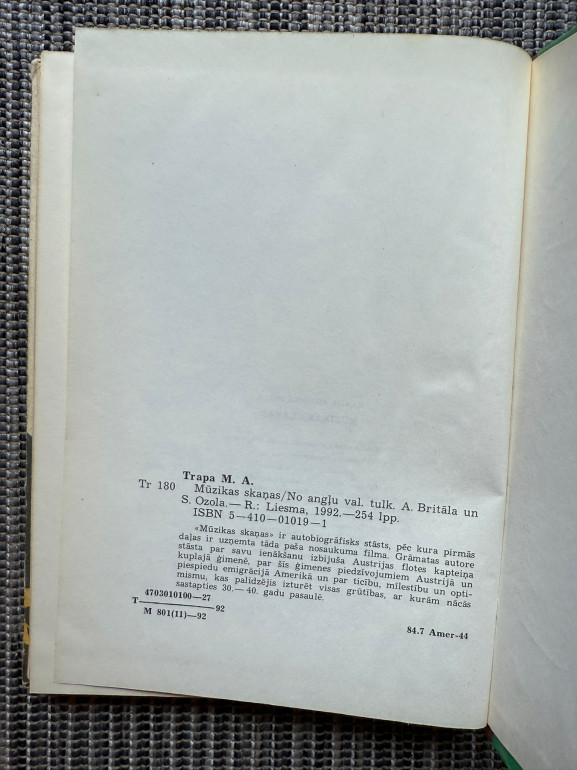 Trapa M. A.
Tr 180 Mūzikas skaņas/No angļu val. tulk. A. Britāla un
S. Ozola.— R.: Liesma, 1992.—254 lpp.
ISBN 5—410—01019—1
«Mūzikas skaņas» ir autobiogrāfisks stāsts, pēc kura pirmās
daļas ir uzņemta tāda paša nosaukuma filma. Grāmatas autore
stāsta par savu ienākšanu izbijuša Austrijas flotes kapteiņa
kuplajā ģimenē, par šīs ģimenes piedzīvojumiem Austrijā un
piespiedu emigrācijā Amerikā un par ticību, mīlestību un opti-
mismu, kas palīdzējis izturēt visas grūtības, ar kurām nācās
sastapties 30.— 40. gadu pasaulē.
4703010100—27
T———92
M 801(11)—92
84.7 Amer-44